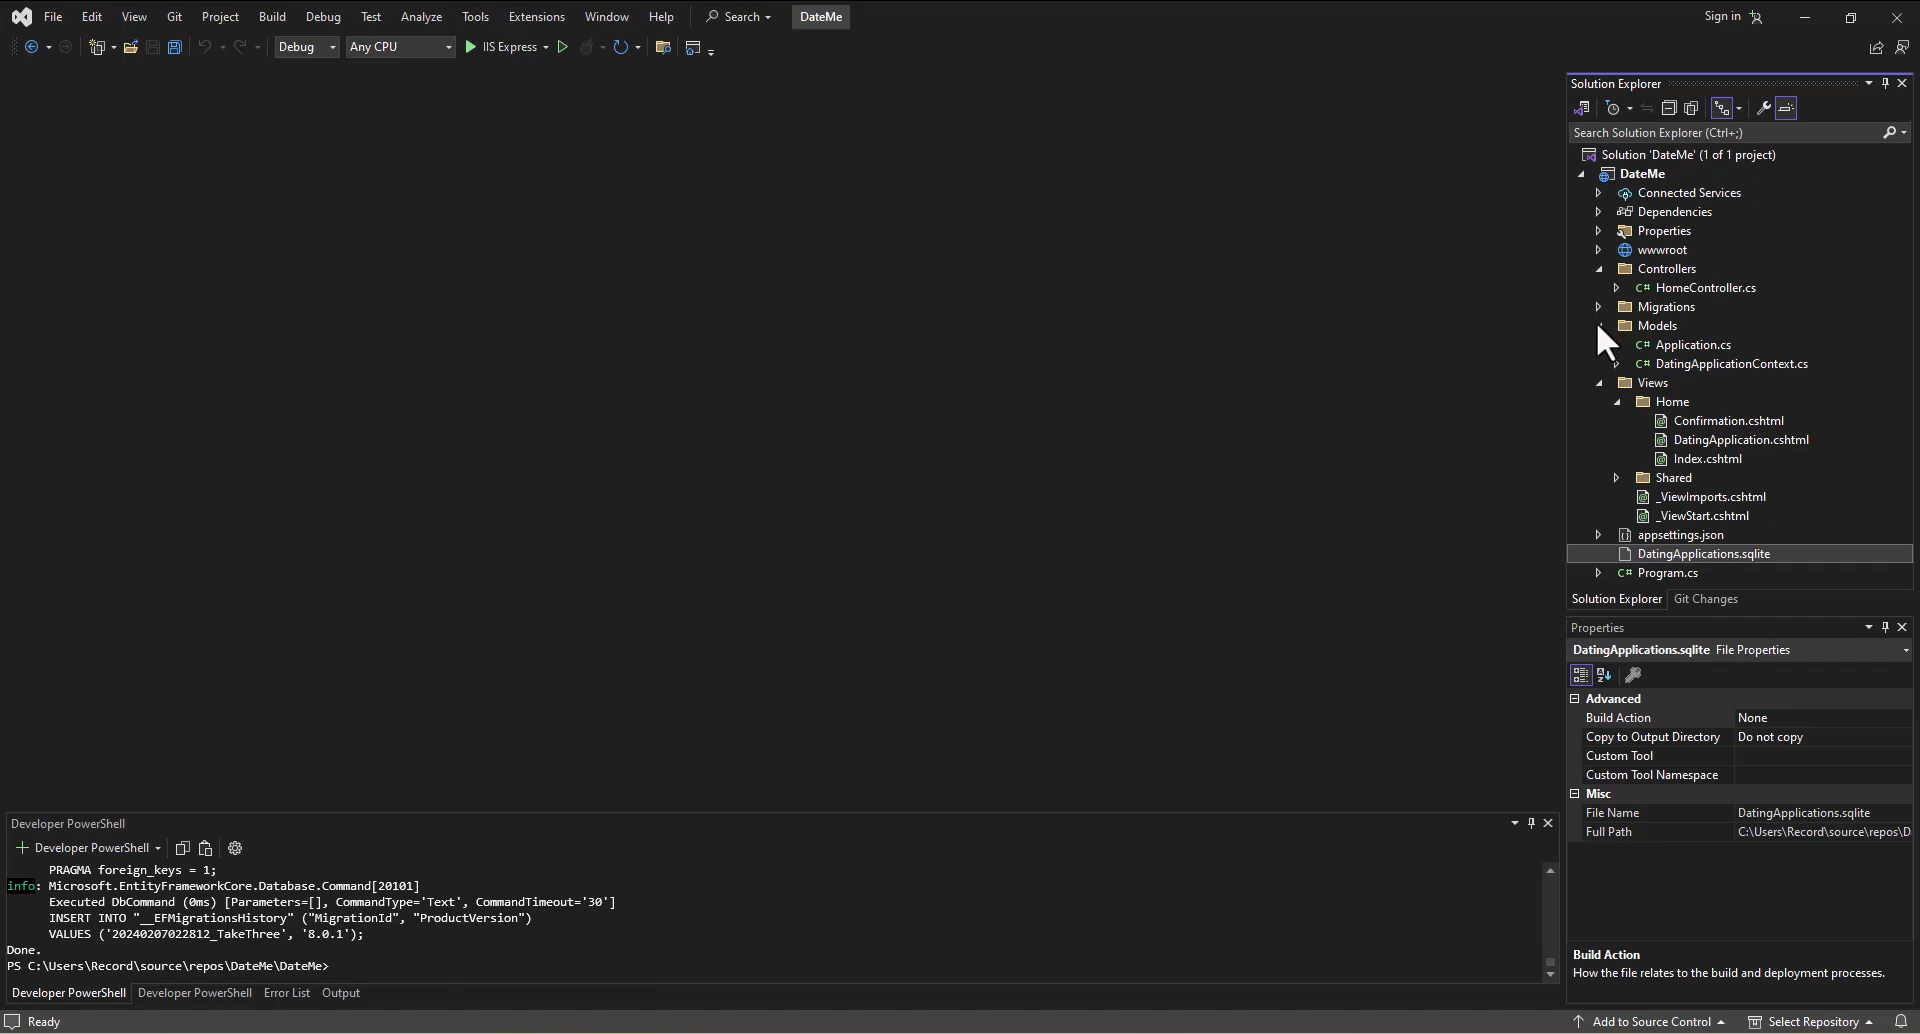 File Edit View Git Project Build Debug Test Analyze Tools Extensions Window Help Search DateMe Sign in
Debug Any CPU IIS Express
Solution Explorer
Search Solution Explorer (Ctrl+;)
Solution 'DateMe' (1 of 1 project)
DateMe
Connected Services
Dependencies
Properties
wwwroot
Controllers
C# HomeController.cs
Migrations
Models
C# Application.cs
C# DatingApplicationContext.cs
Views
Home
Confirmation.cshtml
DatingApplication.cshtml
Index.cshtml
Shared
_ViewImports.cshtml
_ViewStart.cshtml
appsettings.json
DatingApplications.sqlite
C# Program.cs
Solution Explorer Git Changes
Properties
DatingApplications.sqlite File Properties
Advanced
Build Action None
Copy to Output Directory Do not copy
Custom Tool
Custom Tool Namespace
Misc
File Name DatingApplications.sqlite
Full Path C:\Users\Record\source\repos\D
Build Action
How the file relates to the build and deployment processes.
Developer PowerShell
Developer PowerShell
PRAGMA foreign_keys = 1;
info: Microsoft.EntityFrameworkCore.Database.Command[20101]
Executed DbCommand (0ms) [Parameters=[], CommandType='Text', CommandTimeout='30']
INSERT INTO "__EFMigrationsHistory" ("MigrationId", "ProductVersion")
VALUES ('20240207022812_TakeThree', '8.0.1');
Done.
PS C:\Users\Record\source\repos\DateMe\DateMe>
Developer PowerShell Developer PowerShell Error List Output
Ready Add to Source Control Select Repository